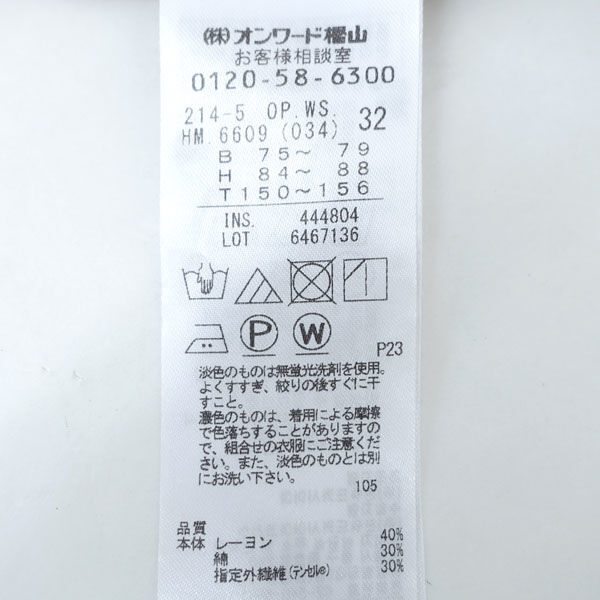 (株)オンワード樫山
お客様相談室
0120-58-6300
214-5 OP.WS.
HM.6609 (034) 32
B 75～ 79
H 84～ 88
T150～156
INS. 444804
LOT 6467136
P W
P23
淡色のものは無蛍光洗剤を使用。
よくすすぎ、絞りの後すぐに干
すこと。
濃色のものは、着用による摩擦
で色落ちすることがありますの
で、組合せの衣服にご注意くだ
さい。また、淡色のものとは別
にお洗い下さい。
105
品質
本体 レーヨン 40%
綿 30%
指定外繊維(テンセル®) 30%